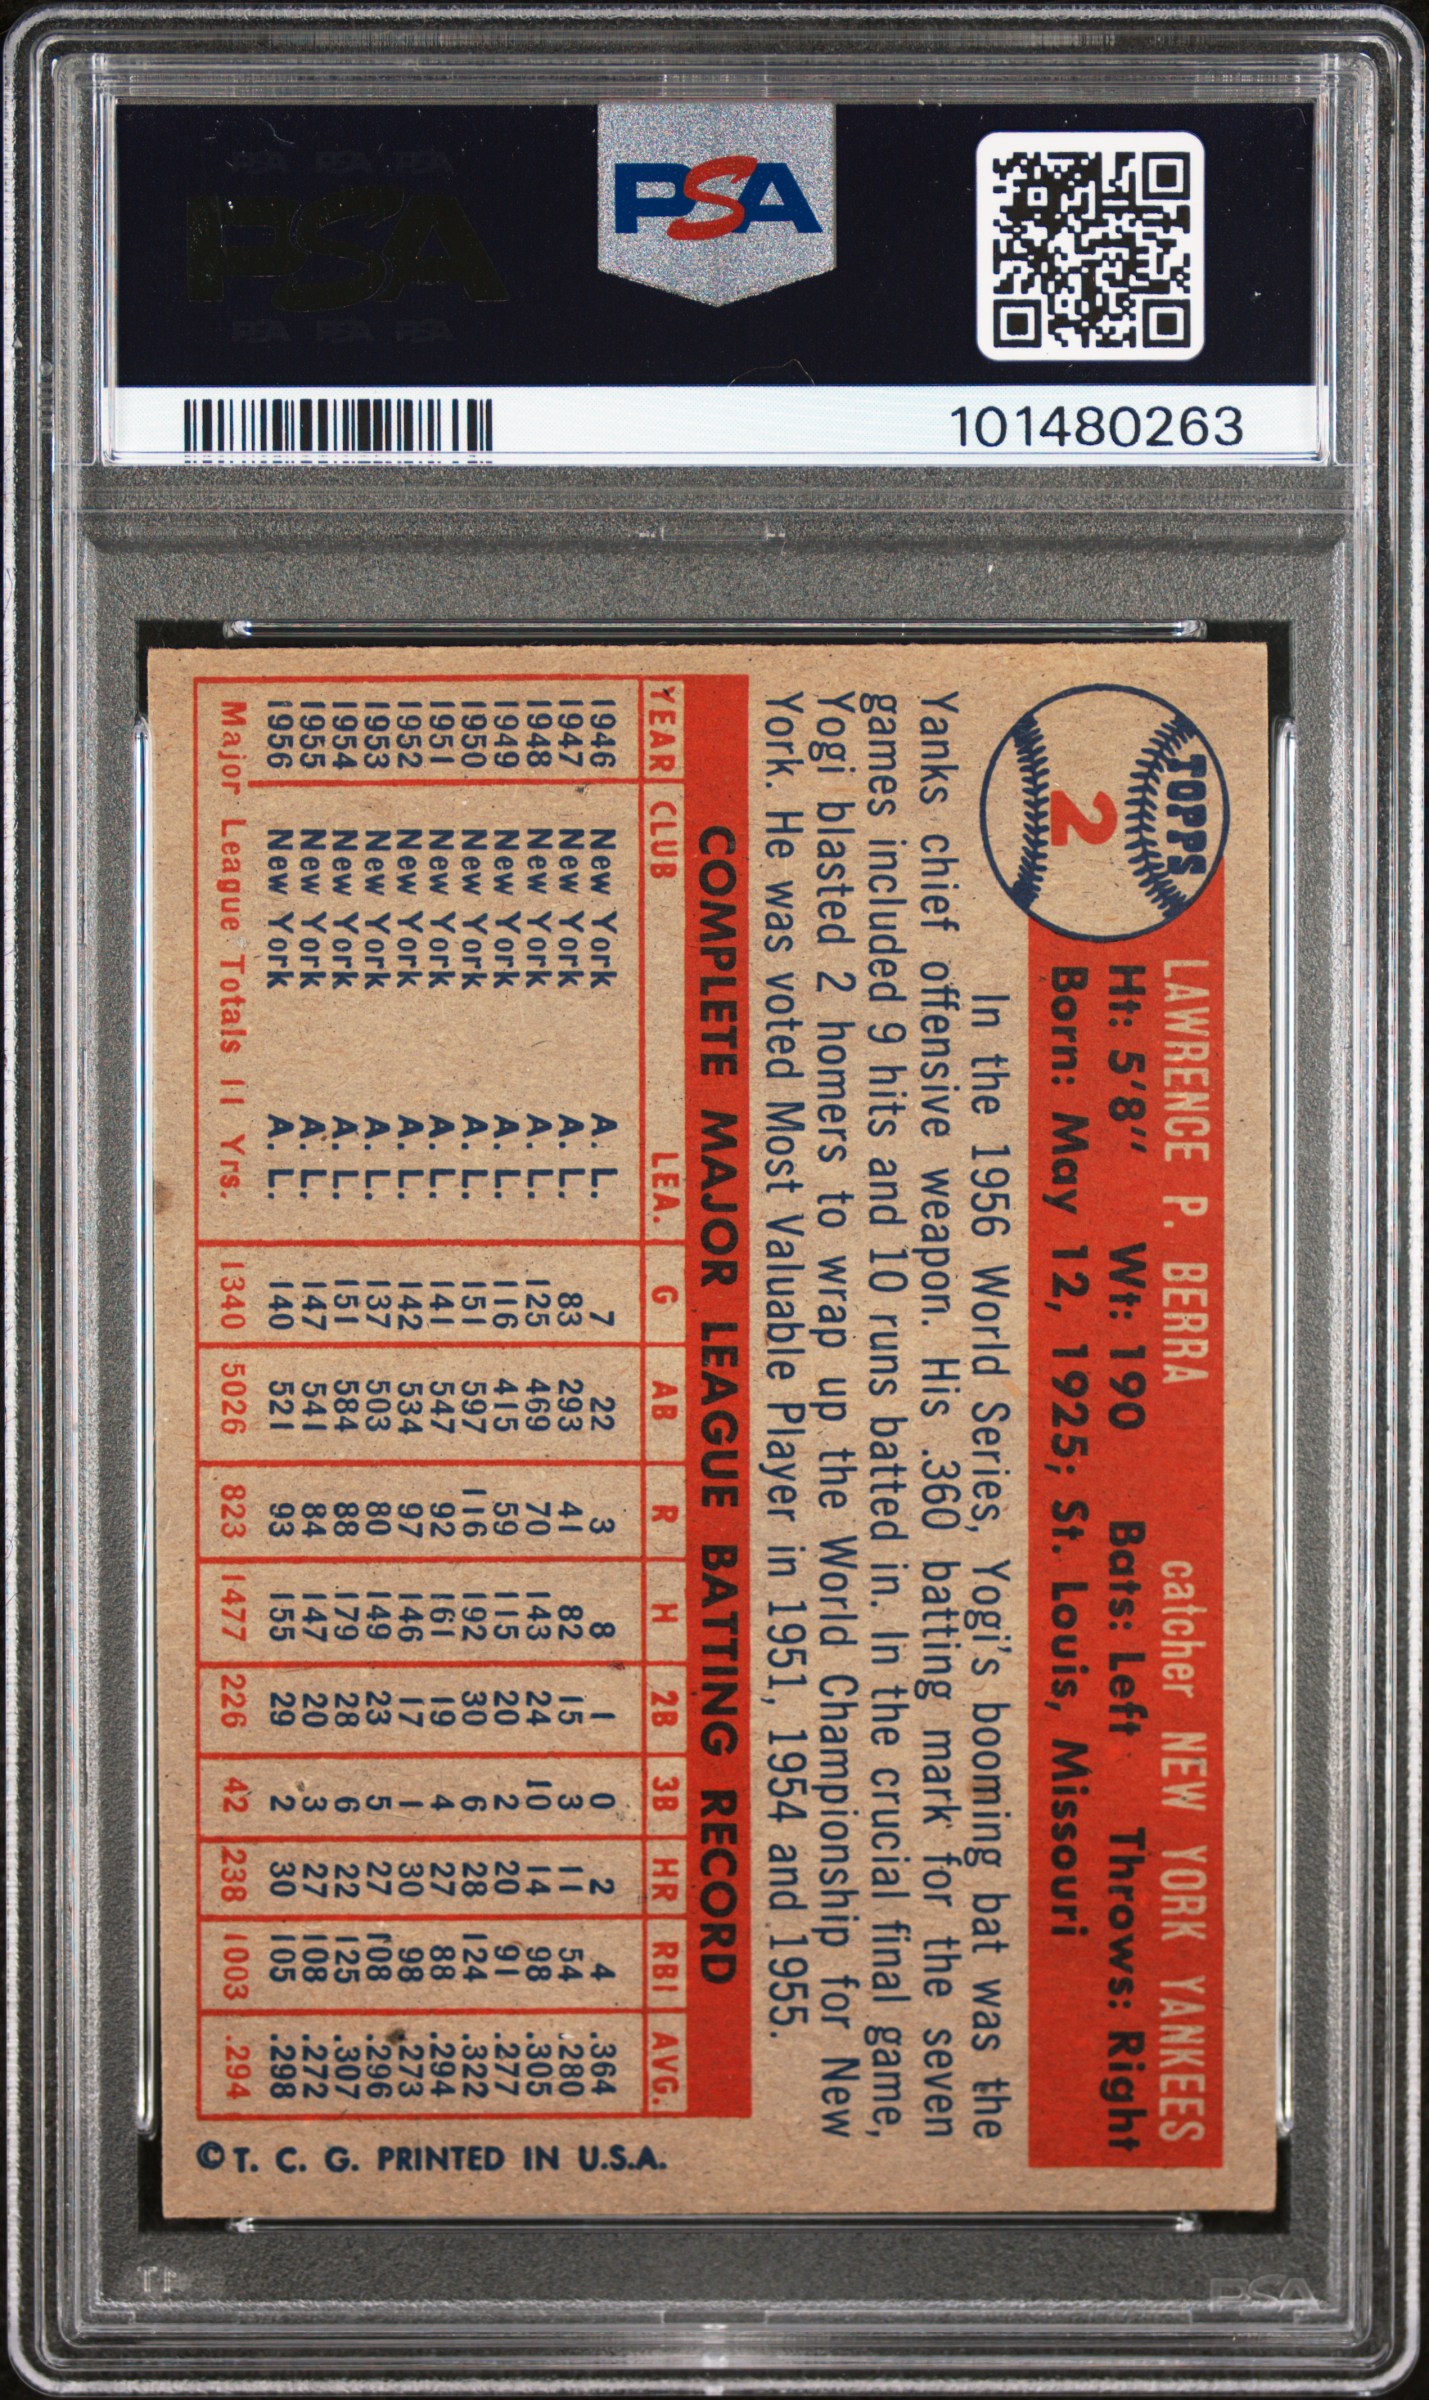 PSA
PSA PSA PSA
PSA
PSA PSA PSA
101480263
TOPPS
2
LAWRENCE P. BERRA catcher NEW YORK YANKEES
Ht: 5'8" Wt: 190 Bats: Left Throws: Right
Born: May 12, 1925; St. Louis, Missouri
In the 1956 World Series, Yogi's booming bat was the
Yanks chief offensive weapon. His .360 batting mark for the seven
games included 9 hits and 10 runs batted in. In the crucial final game,
Yogi blasted 2 homers to wrap up the World Championship for New
York. He was voted Most Valuable Player in 1951, 1954 and 1955.
COMPLETE MAJOR LEAGUE BATTING RECORD
YEAR CLUB LEA. G AB R H 2B 3B HR RBI AVG.
1946 New York A. L. 7 22 3 8 1 0 2 4 .364
1947 New York A. L. 83 293 41 82 15 3 11 54 .280
1948 New York A. L. 125 469 70 143 24 10 14 98 .305
1949 New York A. L. 116 415 59 115 20 2 20 91 .277
1950 New York A. L. 151 597 116 192 30 6 28 124 .322
1951 New York A. L. 141 547 92 161 19 4 27 88 .294
1952 New York A. L. 142 534 97 146 17 1 30 98 .273
1953 New York A. L. 137 503 80 149 23 5 27 108 .296
1954 New York A. L. 151 584 88 179 28 6 22 125 .307
1955 New York A. L. 147 541 84 147 20 3 27 108 .272
1956 New York A. L. 140 521 93 155 29 2 30 105 .298
Major League Totals 11 Yrs. 1340 5026 823 1477 226 42 238 1003 .294
© T. C. G. PRINTED IN U.S.A.
PSA